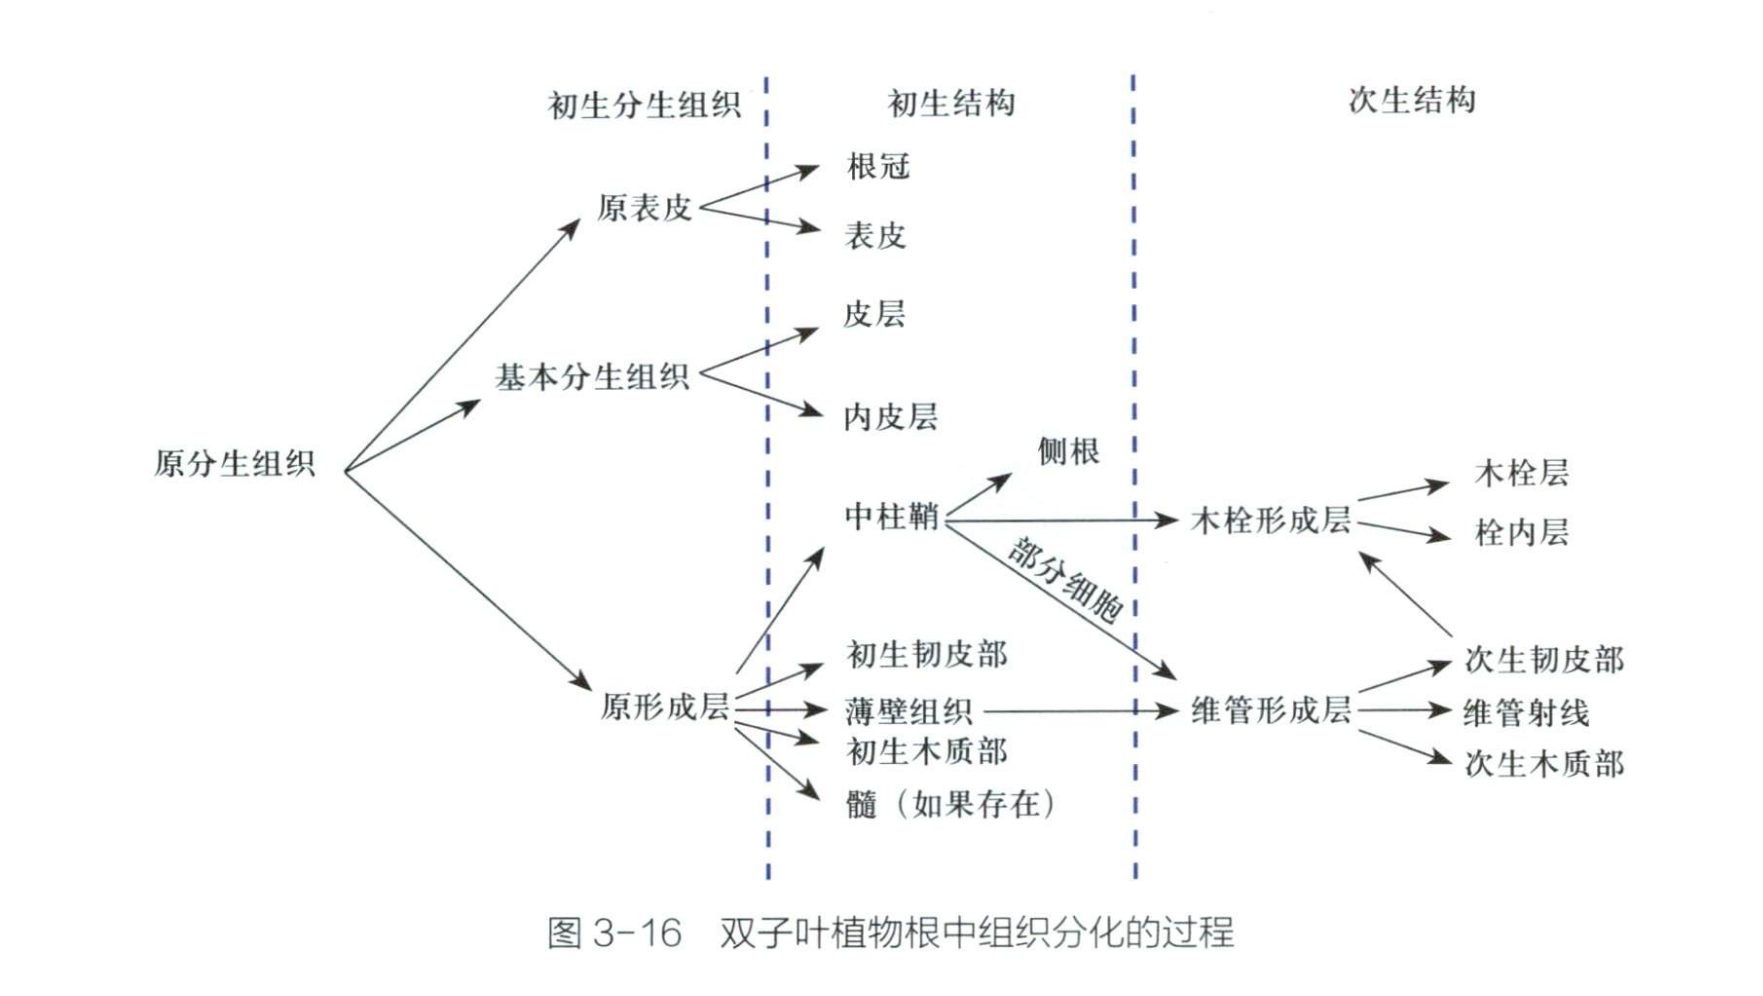 初生分生组织
初生结构
次生结构
根冠
原表皮
表皮
皮层
基本分生组织
内皮层
侧根
原分生组织
木栓层
中柱鞘
木栓形成层
栓内层
部分细胞
初生韧皮部
次生韧皮部
原形成层
薄壁组织
维管形成层
维管射线
初生木质部
次生木质部
髓（如果存在）
图 3-16 双子叶植物根中组织分化的过程